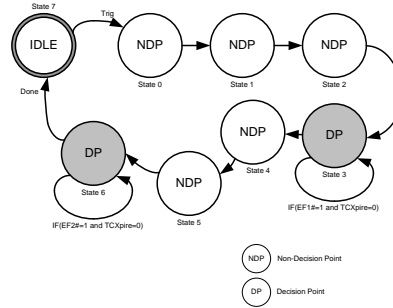 State 7
IDLE
Trig
NDP
State 0
NDP
State 1
NDP
State 2
Done
DP
State 6
NDP
State 5
NDP
State 4
DP
State 3
IF(EF2#=1 and TCXpire=0)
IF(EF1#=1 and TCXpire=0)
NDP
Non-Decision Point
DP
Decision Point